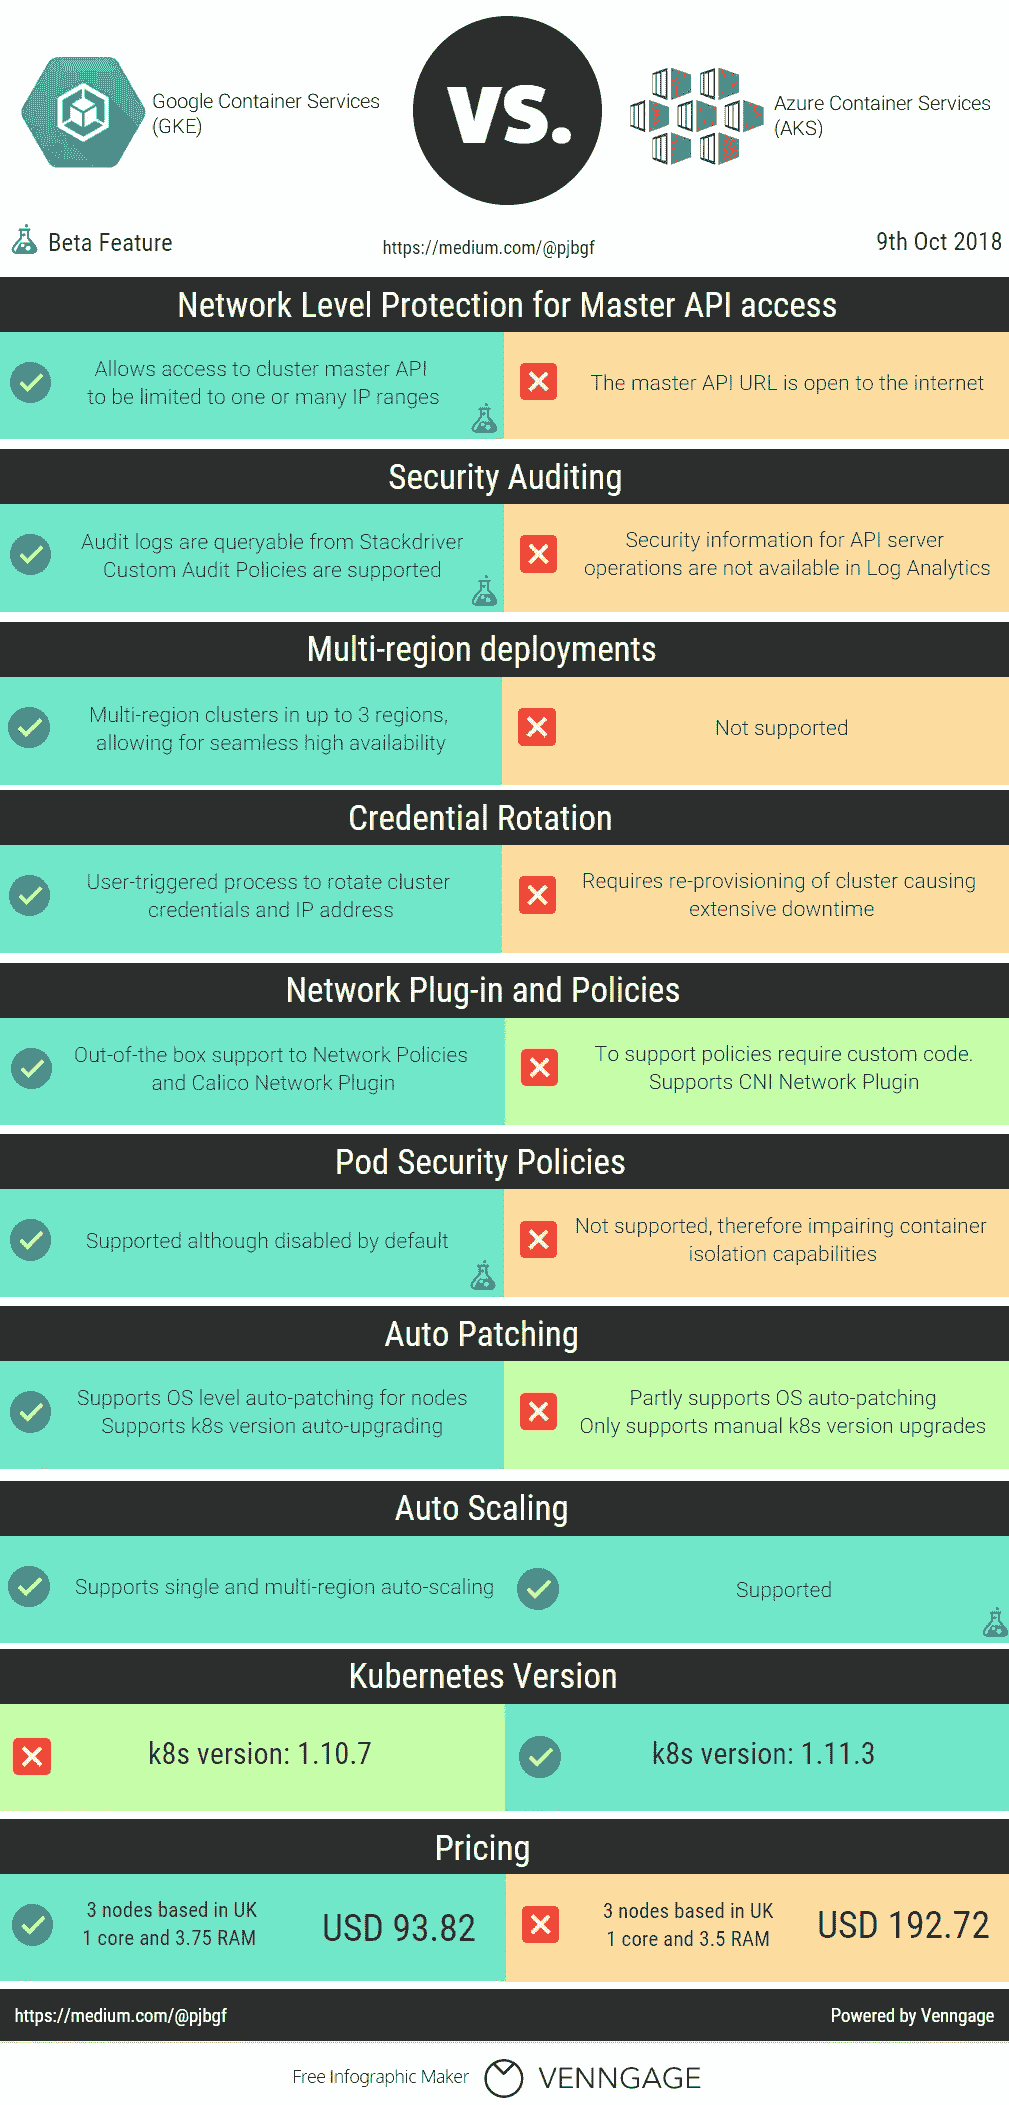 Google Container Services
(GKE)
VS.
Azure Container Services
(AKS)
Beta Feature
https://medium.com/@pjbgf
9th Oct 2018
Network Level Protection for Master API access
Allows access to cluster master API
to be limited to one or many IP ranges
The master API URL is open to the internet
Security Auditing
Audit logs are queryable from Stackdriver
Custom Audit Policies are supported
Security information for API server
operations are not available in Log Analytics
Multi-region deployments
Multi-region clusters in up to 3 regions,
allowing for seamless high availability
Not supported
Credential Rotation
User-triggered process to rotate cluster
credentials and IP address
Requires re-provisioning of cluster causing
extensive downtime
Network Plug-in and Policies
Out-of-the box support to Network Policies
and Calico Network Plugin
To support policies require custom code.
Supports CNI Network Plugin
Pod Security Policies
Supported although disabled by default
Not supported, therefore impairing container
isolation capabilities
Auto Patching
Supports OS level auto-patching for nodes
Supports k8s version auto-upgrading
Partly supports OS auto-patching
Only supports manual k8s version upgrades
Auto Scaling
Supports single and multi-region auto-scaling
Supported
Kubernetes Version
k8s version: 1.10.7
k8s version: 1.11.3
Pricing
3 nodes based in UK
1 core and 3.75 RAM
USD 93.82
3 nodes based in UK
1 core and 3.5 RAM
USD 192.72
https://medium.com/@pjbgf
Powered by Venngage
Free Infographic Maker
VENNGAGE